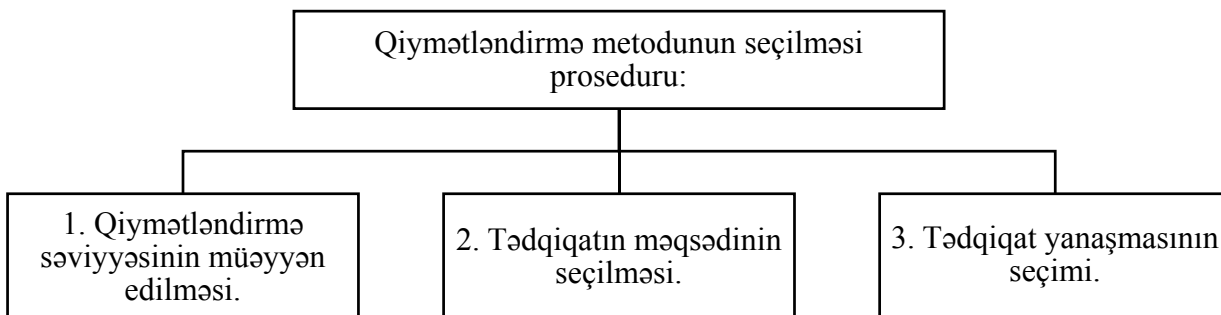 Qiymətləndirmə metodunun seçilməsi
proseduru:
1. Qiymətləndirmə
səviyyəsinin müəyyən
edilməsi.
2. Tədqiqatın məqsədinin
seçilməsi.
3. Tədqiqat yanaşmasının
seçimi.